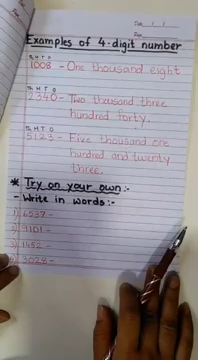 Examples of 4-digit number
Th H T O
1008 - One thousand eight
Th H T O
2340 - Two thousand three
hundred forty.
Th H T O
5123 - Five thousand one
hundred and twenty
three.
* Try on your own :-
- Write in words :-
1) 6537 -
2) 9101 -
3) 1452 -
4) 3028 -